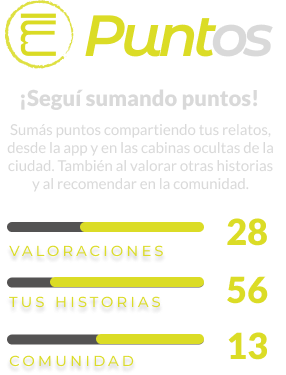 Puntos
¡Seguí sumando puntos!
Sumás puntos compartiendo tus relatos,
desde la app y en las cabinas ocultas de la
ciudad. También al valorar otras historias
y al recomendar en la comunidad.
28
VALORACIONES
56
TUS HISTORIAS
13
COMUNIDAD